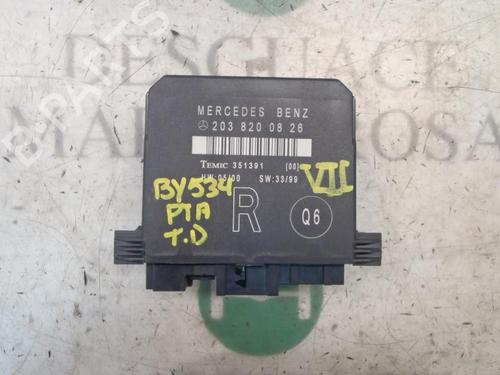 DESGUACE
B-PARTS
MERCEDES BENZ
203 820 08 26
TEMIC 351391 [00]
HW:05/00 SW:33/99
VII
BY534
PTA
T.D
R
Q6